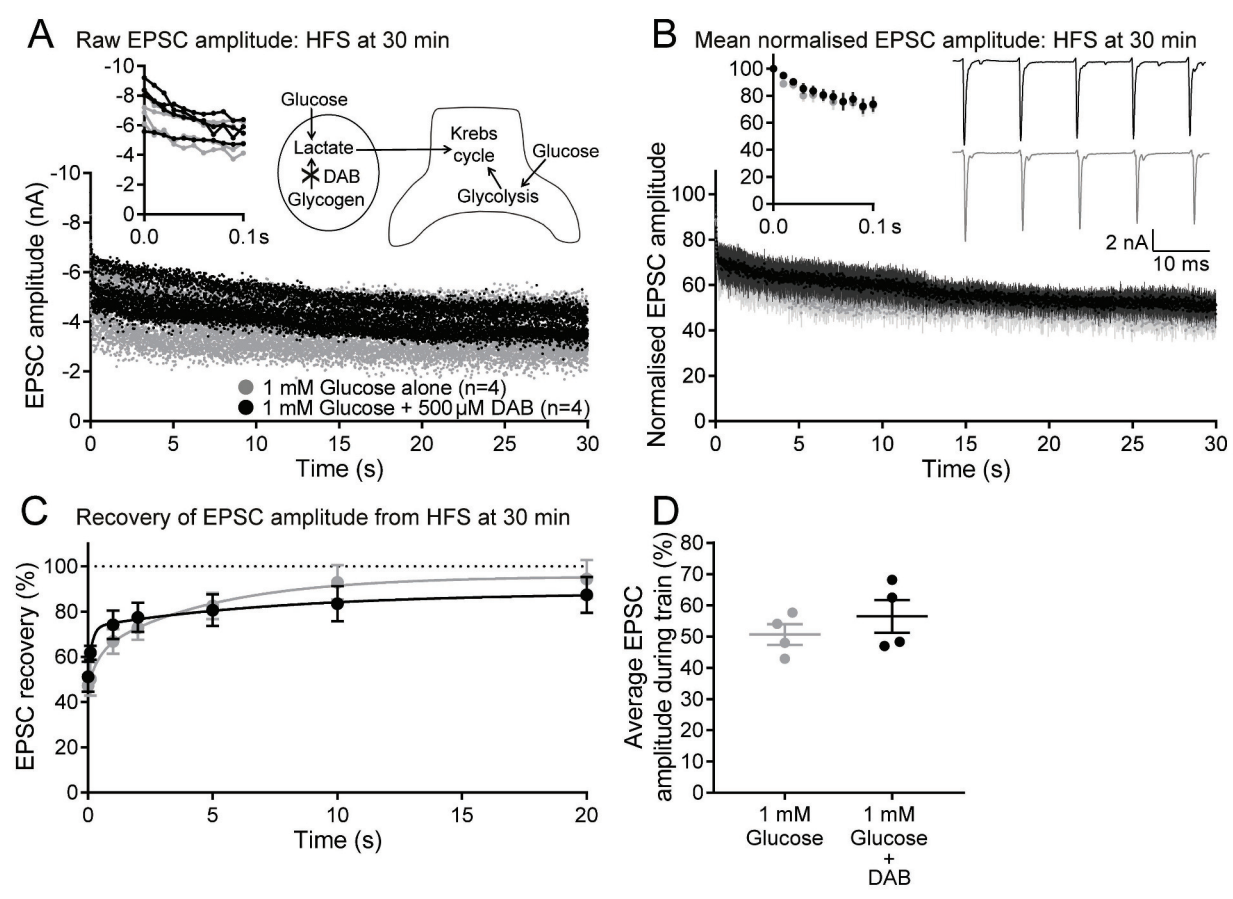 A Raw EPSC amplitude: HFS at 30 min
-10
-8
-6
-4
-2
0
0.0
0.1 s
Glucose
Lactate
DAB
Glycogen
Krebs
cycle
Glucose
Glycolysis
EPSC amplitude (nA)
-10
-8
-6
-4
-2
0
1 mM Glucose alone (n=4)
1 mM Glucose + 500 µM DAB (n=4)
0 5 10 15 20 25 30
Time (s)
B Mean normalised EPSC amplitude: HFS at 30 min
100
80
60
40
20
0
0.0 0.1 s
2 nA
10 ms
Normalised EPSC amplitude
100
80
60
40
20
0
0 5 10 15 20 25 30
Time (s)
C Recovery of EPSC amplitude from HFS at 30 min
EPSC recovery (%)
100
80
60
40
20
0
0 5 10 15 20
Time (s)
D
Average EPSC
amplitude during train (%)
80
70
60
50
40
30
20
10
0
1 mM
Glucose
1 mM
Glucose
+
DAB